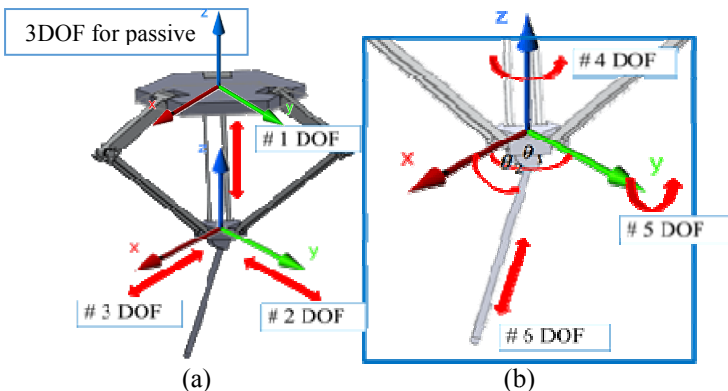 3DOF for passive
z
x
y
# 1 DOF
z
x
y
# 3 DOF
# 2 DOF
(a)
z
# 4 DOF
x
θ₂
θ₁
y
# 5 DOF
# 6 DOF
(b)